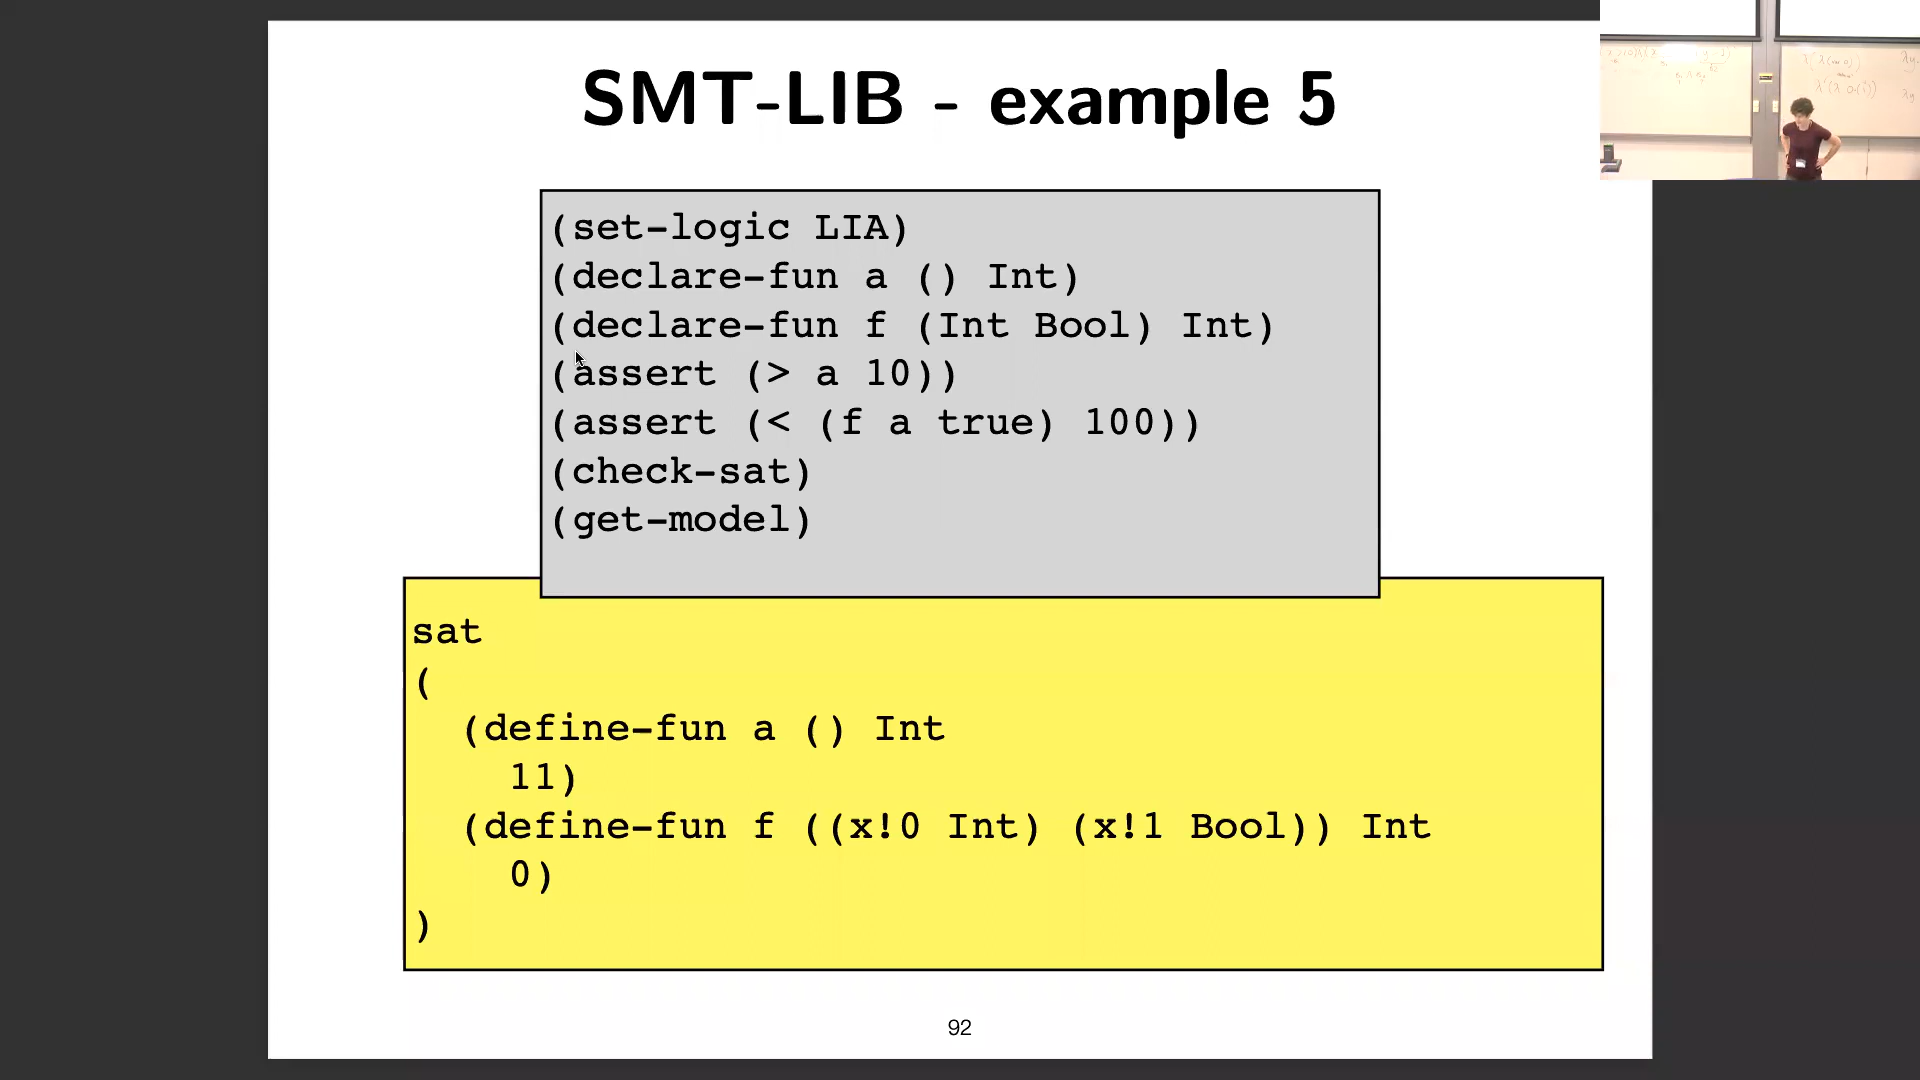 SMT-LIB - example 5
(set-logic LIA)
(declare-fun a () Int)
(declare-fun f (Int Bool) Int)
(assert (> a 10))
(assert (< (f a true) 100))
(check-sat)
(get-model)
sat
(
(define-fun a () Int
11)
(define-fun f ((x!0 Int) (x!1 Bool)) Int
0)
)
92